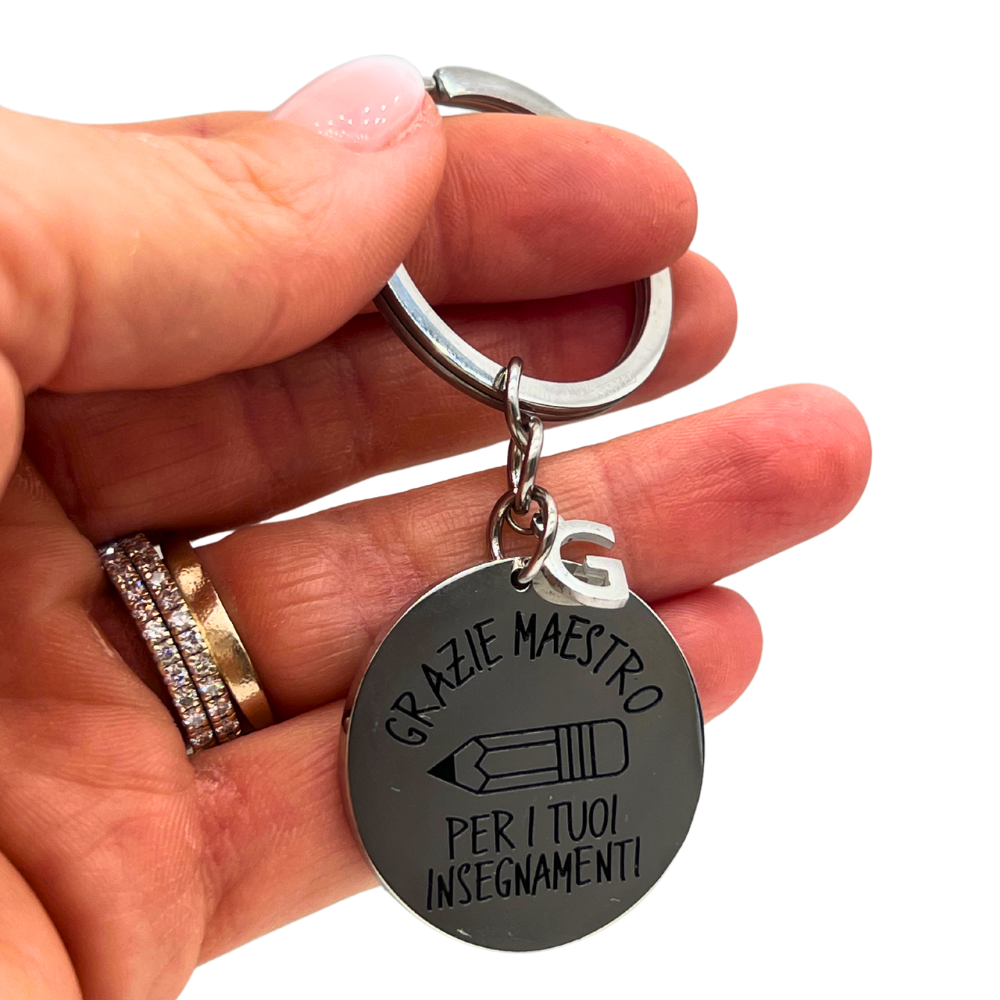 G
GRAZIE MAESTRO
PER I TUOI
INSEGNAMENTI